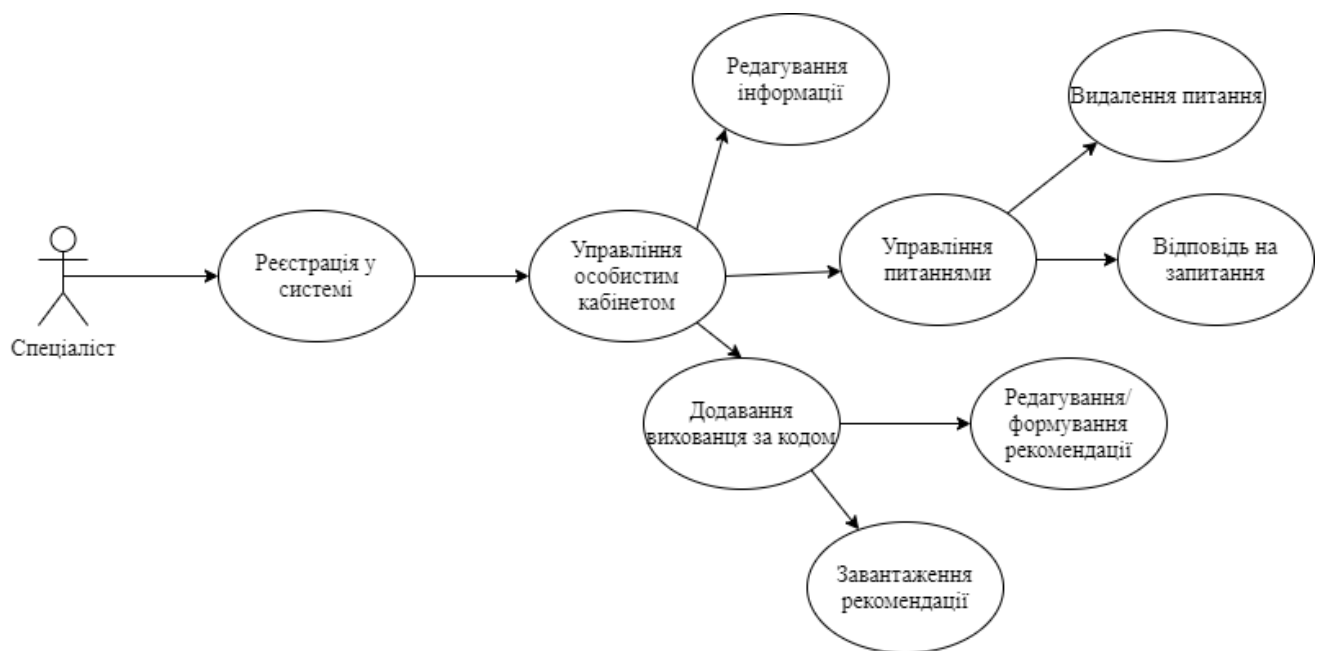 Редагування
інформації
Видалення питання
Реєстрація у
системі
Управління
особистим
кабінетом
Управління
питаннями
Відповідь на
запитання
Спеціаліст
Додавання
вихованця за кодом
Редагування/
формування
рекомендації
Завантаження
рекомендації